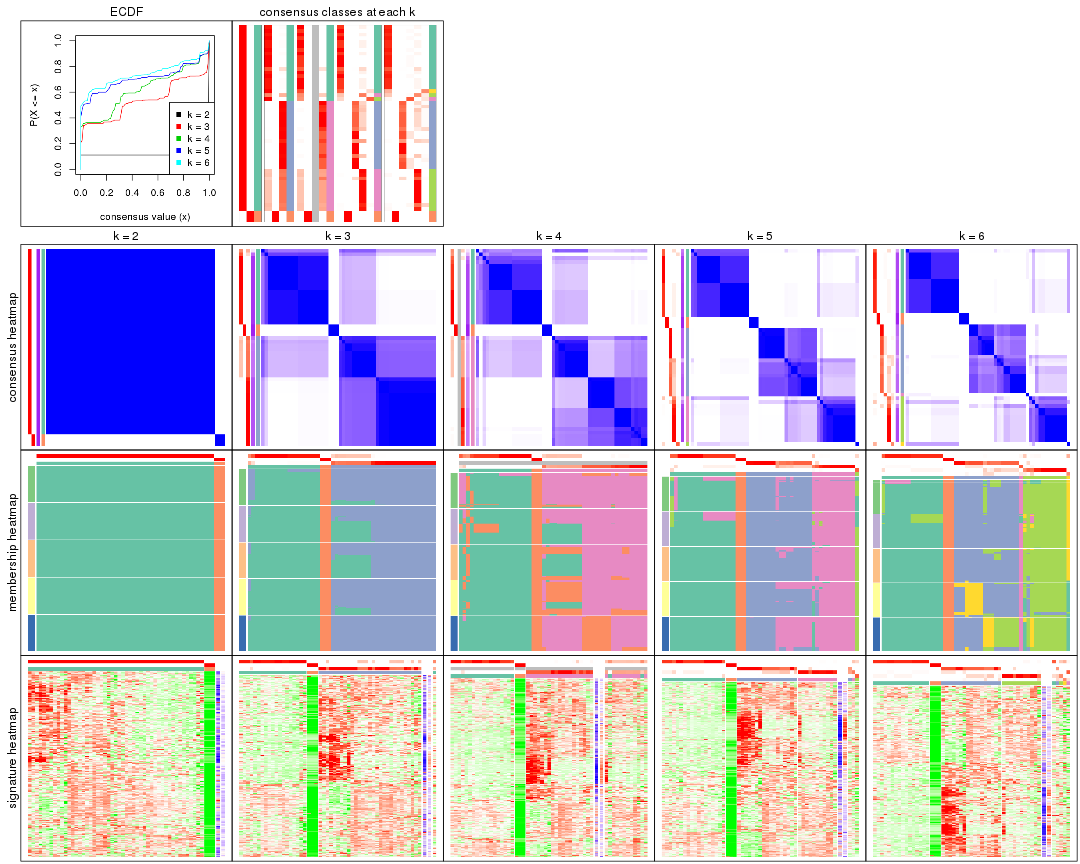 ECDF
consensus classes at each k
P(X <= x)
1.0
0.8
0.6
0.4
0.2
0.0
k = 2
k = 3
k = 4
k = 5
k = 6
0.0 0.2 0.4 0.6 0.8 1.0
consensus value (x)
k = 2
k = 3
k = 4
k = 5
k = 6
consensus heatmap
membership heatmap
signature heatmap